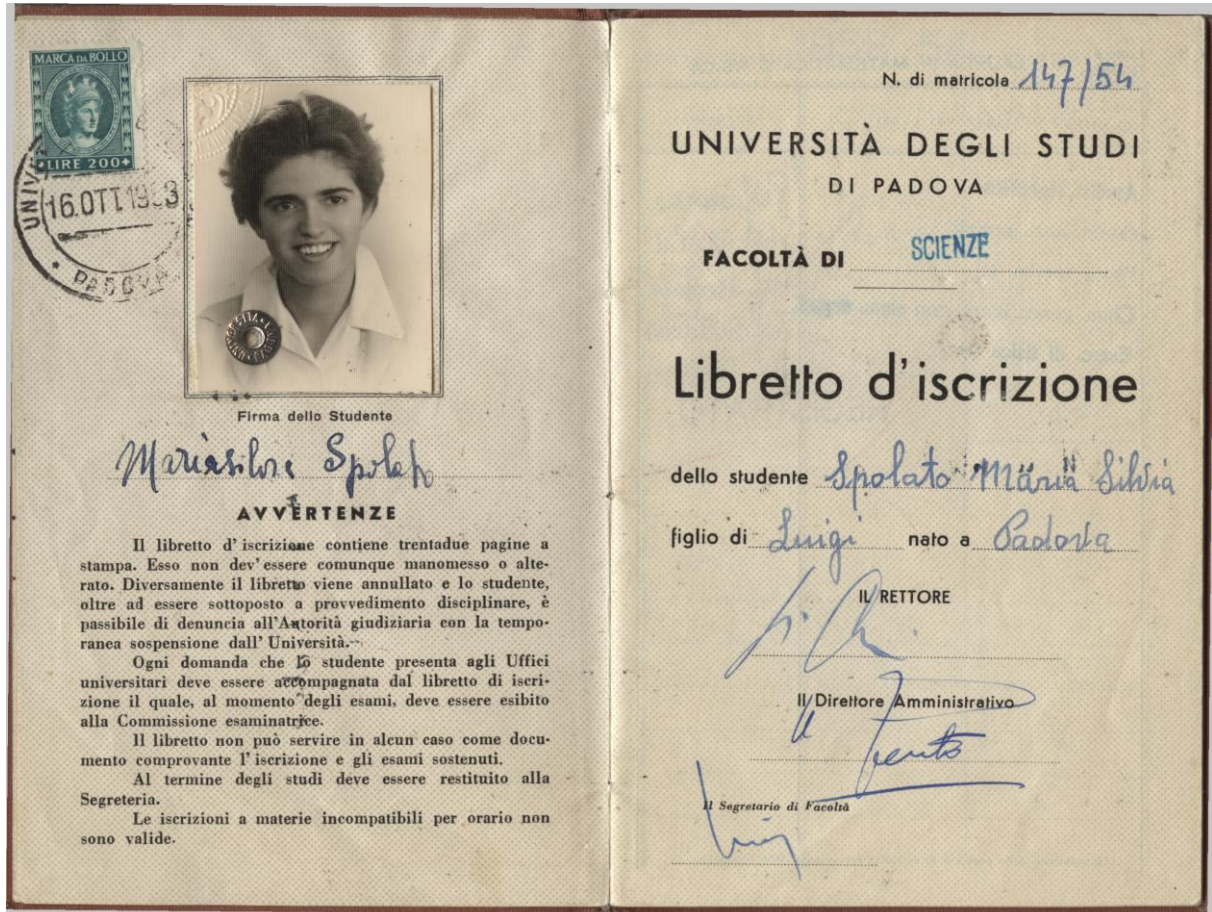 MARCA DA BOLLO
LIRE 200
16.OTT.19 3
PADOVA
Firma dello Studente
Mariasilvia Spolato
AVVERTENZE
Il libretto d'iscrizione contiene trentadue pagine a
stampa. Esso non dev'essere comunque manomesso o alte-
rato. Diversamente il libretto viene annullato e lo studente,
oltre ad essere sottoposto a provvedimento disciplinare, è
passibile di denuncia all'Autorità giudiziaria con la tempo-
ranea sospensione dall'Università.
Ogni domanda che lo studente presenta agli Uffici
universitari deve essere accompagnata dal libretto di iscri-
zione il quale, al momento degli esami, deve essere esibito
alla Commissione esaminatrice.
Il libretto non può servire in alcun caso come docu-
mento comprovante l'iscrizione e gli esami sostenuti.
Al termine degli studi deve essere restituito alla
Segreteria.
Le iscrizioni a materie incompatibili per orario non
sono valide.
N. di matricola 147/54
UNIVERSITÀ DEGLI STUDI
DI PADOVA
FACOLTÀ DI SCIENZE
Libretto d'iscrizione
dello studente Spolato Maria Silvia
figlio di Luigi nato a Padova
IL RETTORE
Il Direttore Amministrativo
Il Segretario di Facoltà